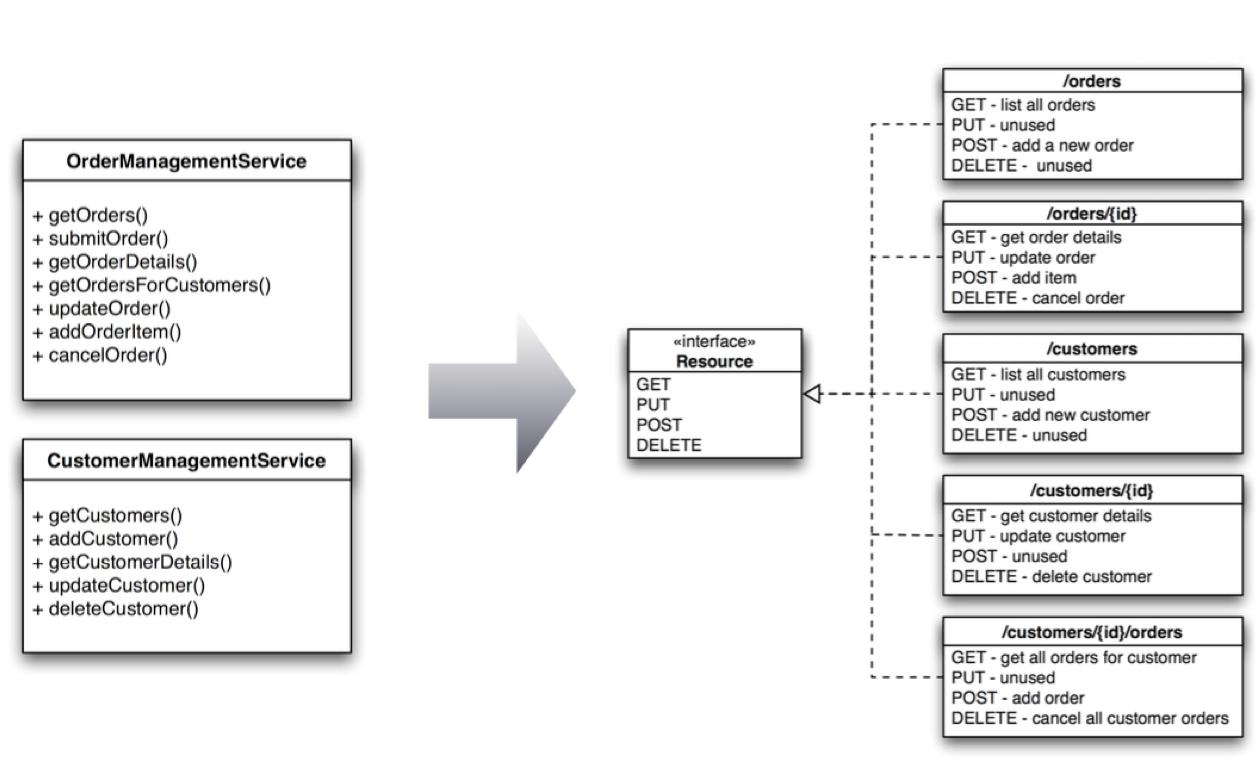 OrderManagementService
+ getOrders()
+ submitOrder()
+ getOrderDetails()
+ getOrdersForCustomers()
+ updateOrder()
+ addOrderItem()
+ cancelOrder()
CustomerManagementService
+ getCustomers()
+ addCustomer()
+ getCustomerDetails()
+ updateCustomer()
+ deleteCustomer()
«interface»
Resource
GET
PUT
POST
DELETE
/orders
GET - list all orders
PUT - unused
POST - add a new order
DELETE - unused
/orders/{id}
GET - get order details
PUT - update order
POST - add item
DELETE - cancel order
/customers
GET - list all customers
PUT - unused
POST - add new customer
DELETE - unused
/customers/{id}
GET - get customer details
PUT - update customer
POST - unused
DELETE - delete customer
/customers/{id}/orders
GET - get all orders for customer
PUT - unused
POST - add order
DELETE - cancel all customer orders